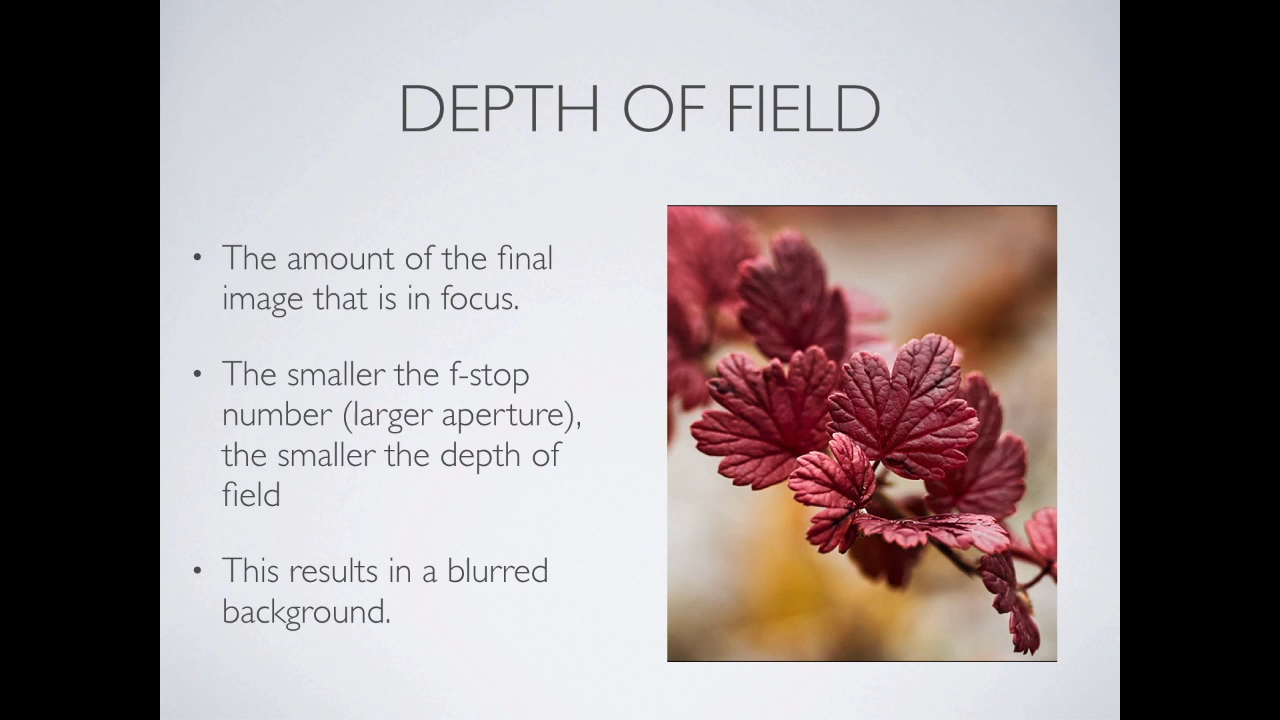 DEPTH OF FIELD
• The amount of the final
image that is in focus.
• The smaller the f-stop
number (larger aperture),
the smaller the depth of
field
• This results in a blurred
background.